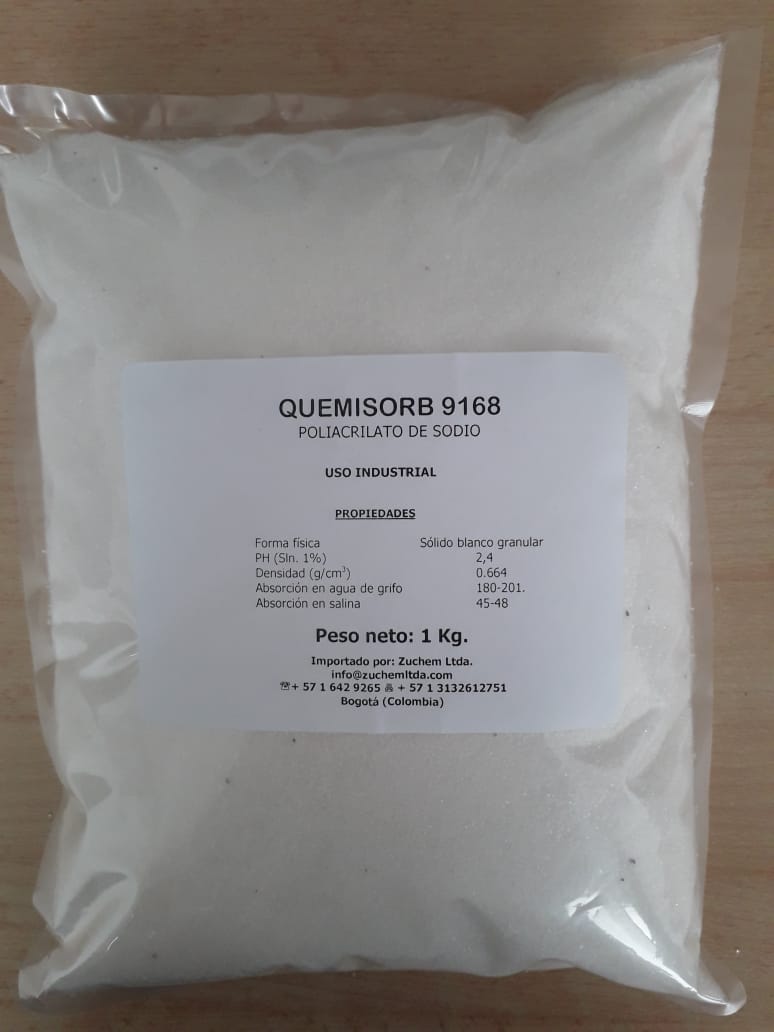 QUEMISORB 9168
POLIACRILATO DE SODIO
USO INDUSTRIAL
PROPIEDADES
Forma física Sólido blanco granular
PH (Sln. 1%) 2,4
Densidad (g/cm³) 0.664
Absorción en agua de grifo 180-201.
Absorción en salina 45-48
Peso neto: 1 Kg.
Importado por: Zuchem Ltda.
info@zuchemltda.com
☏+ 57 1 642 9265 🖷 + 57 1 3132612751
Bogotá (Colombia)